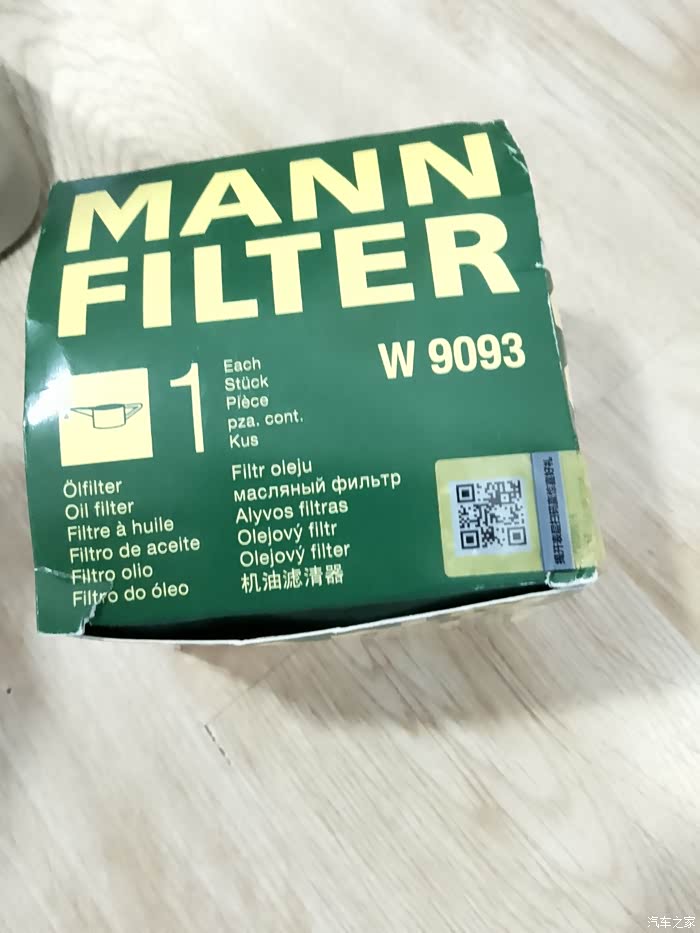 MANN
FILTER
W 9093
1
Each
Stück
Pièce
pza. cont.
Kus
Ölfilter
Oil filter
Filtre à huile
Filtro de aceite
Filtro olio
Filtro do óleo
Filtr oleju
масляный фильтр
Alyvos filtras
Olejový filtr
Olejový filter
机油滤清器
汽车之家